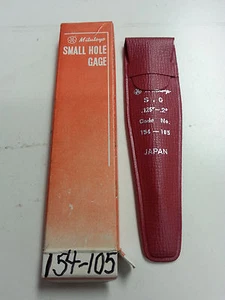 Mitutoyo
SMALL HOLE
GAGE
154-105
.125"-.2"
Code No.
154 - 105
JAPAN